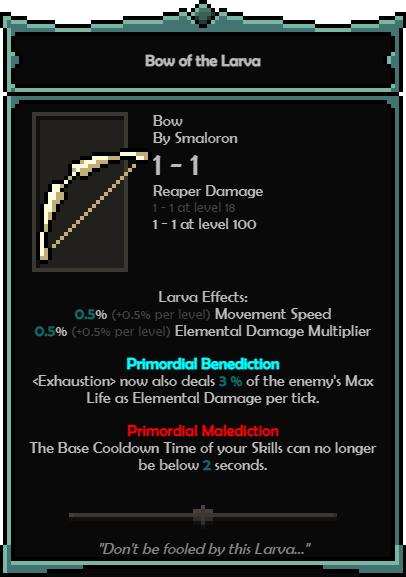 Bow of the Larva
Bow
By Smaloron
1 - 1
Reaper Damage
1 - 1 at level 18
1 - 1 at level 100
Larva Effects:
0.5% (+0.5% per level) Movement Speed
0.5% (+0.5% per level) Elemental Damage Multiplier
Primordial Benediction
<Exhaustion> now also deals 3 % of the enemy's Max
Life as Elemental Damage per tick.
Primordial Malediction
The Base Cooldown Time of your Skills can no longer
be below 2 seconds.
"Don't be fooled by this Larva..."